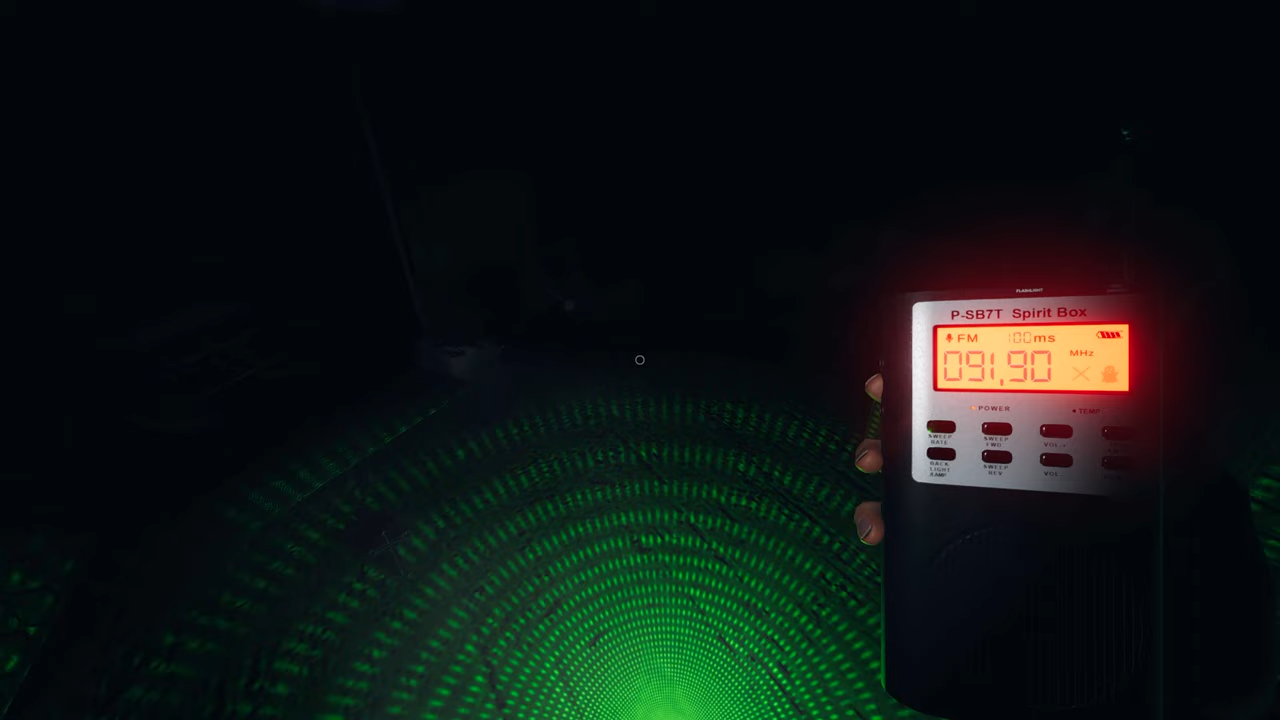 FLASHLIGHT
P-SB7T Spirit Box
FM 100ms
091,90 MHz
POWER TEMP
SWEEP RATE SWEEP FWD VOL+
BACK LIGHT SWEEP REV VOL